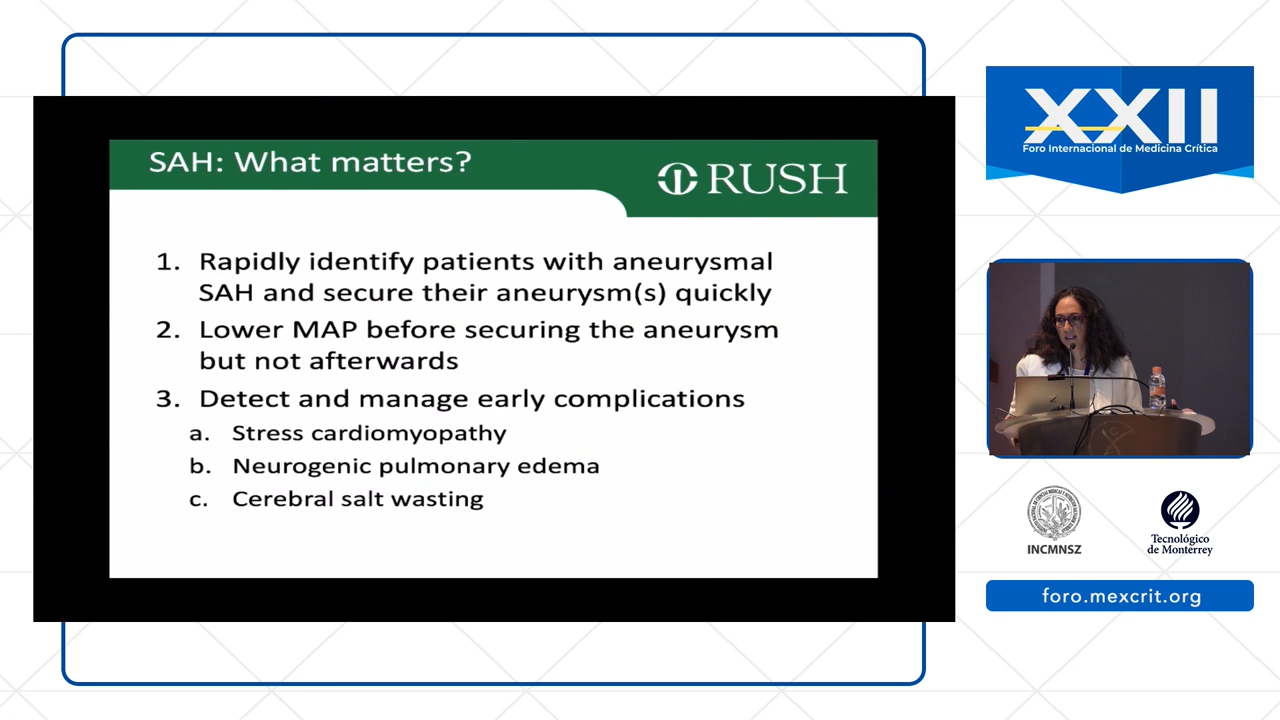 SAH: What matters?
RUSH
1. Rapidly identify patients with aneurysmal
SAH and secure their aneurysm(s) quickly
2. Lower MAP before securing the aneurysm
but not afterwards
3. Detect and manage early complications
a. Stress cardiomyopathy
b. Neurogenic pulmonary edema
c. Cerebral salt wasting
XXII
Foro Internacional de Medicina Crítica
INCMNSZ
Tecnológico
de Monterrey
foro.mexcrit.org